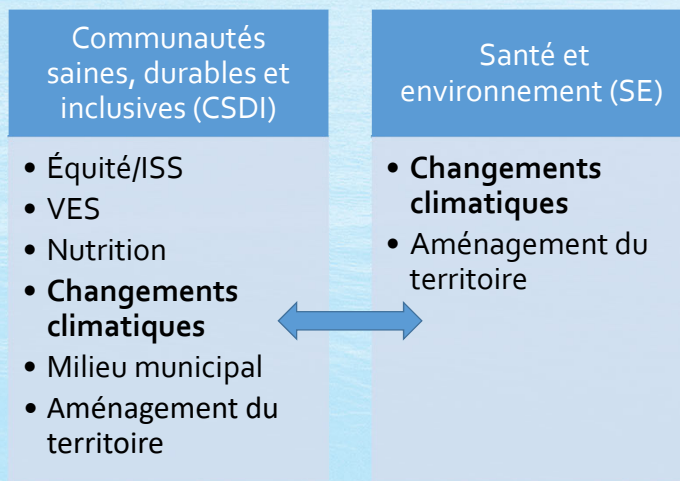 Communautés
saines, durables et
inclusives (CSDI)
• Équité/ISS
• VES
• Nutrition
• Changements
climatiques
• Milieu municipal
• Aménagement du
territoire
Santé et
environnement (SE)
• Changements
climatiques
• Aménagement du
territoire